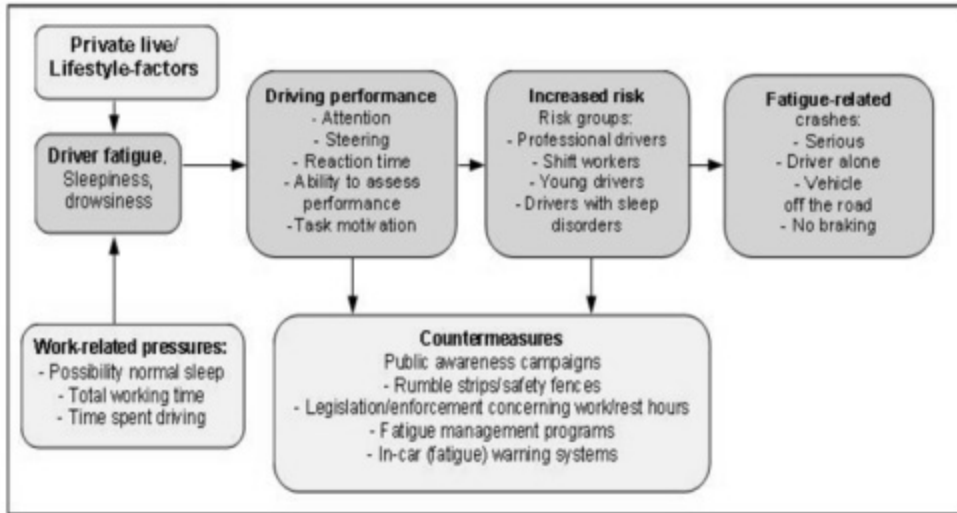 Private live/
Lifestyle-factors
Driver fatigue,
Sleepiness,
drowsiness
Work-related pressures:
- Possibility normal sleep
- Total working time
- Time spent driving
Driving performance
- Attention
- Steering
- Reaction time
- Ability to assess
performance
- Task motivation
Increased risk
Risk groups:
- Professional drivers
- Shift workers
- Young drivers
- Drivers with sleep
disorders
Fatigue-related
crashes:
- Serious
- Driver alone
- Vehicle
off the road
- No braking
Countermeasures
Public awareness campaigns
- Rumble strips/safety fences
- Legislation/enforcement concerning work/rest hours
- Fatigue management programs
- In-car (fatigue) warning systems